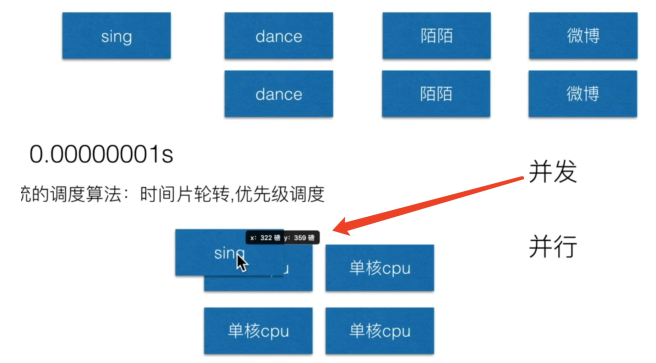 sing dance 陌陌 微博
dance 陌陌 微博
0.00000001s
统的调度算法：时间片轮转,优先级调度
并发
x: 322 磅 y: 359 磅
sing
单核cpu
并行
单核cpu 单核cpu